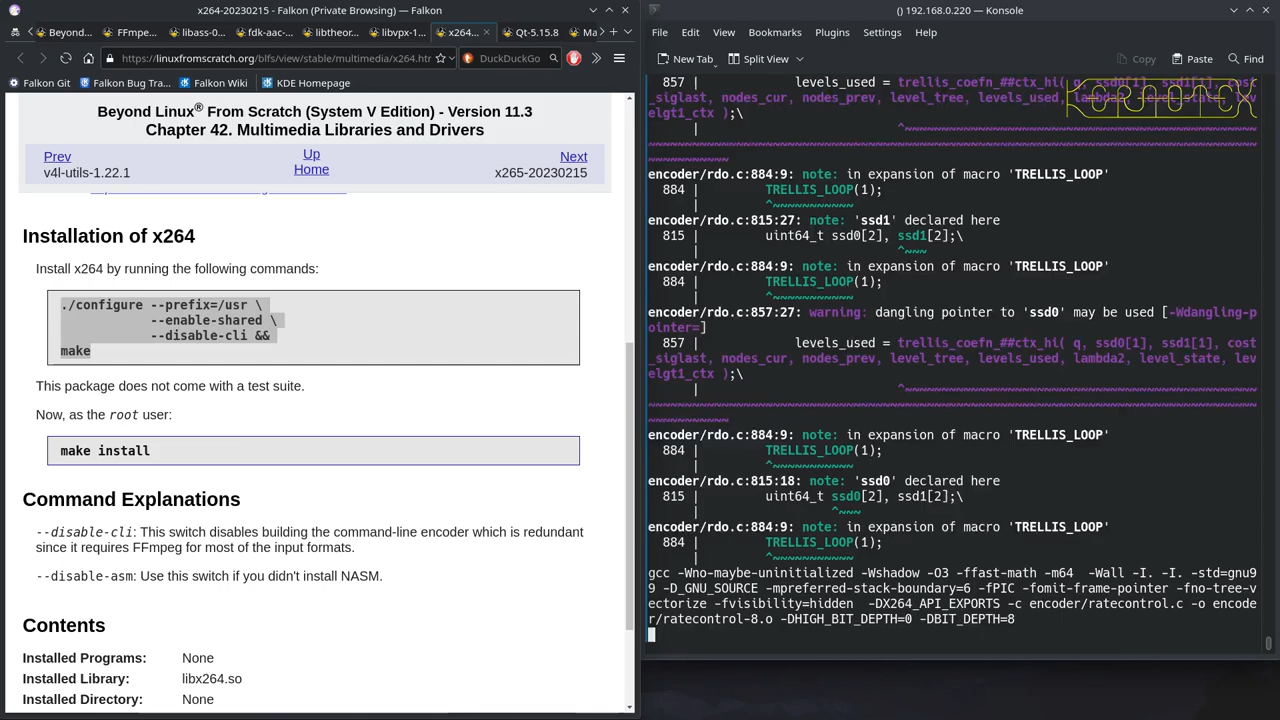 x264-20230215 - Falkon (Private Browsing) — Falkon
Beyond...
FFmpe...
libass-0...
fdk-aac-...
libtheor...
libvpx-1...
x264...
Qt-5.15.8
Ma
https://linuxfromscratch.org/blfs/view/stable/multimedia/x264.htr
DuckDuckGo
Falkon Git
Falkon Bug Tra...
Falkon Wiki
KDE Homepage
Beyond Linux® From Scratch (System V Edition) - Version 11.3
Chapter 42. Multimedia Libraries and Drivers
Prev
Up
Next
v4l-utils-1.22.1
Home
x265-20230215
Installation of x264
Install x264 by running the following commands:
./configure --prefix=/usr \
--enable-shared \
--disable-cli &&
make
This package does not come with a test suite.
Now, as the root user:
make install
Command Explanations
--disable-cli: This switch disables building the command-line encoder which is redundant
since it requires FFmpeg for most of the input formats.
--disable-asm: Use this switch if you didn't install NASM.
Contents
Installed Programs: None
Installed Library: libx264.so
Installed Directory: None
() 192.168.0.220 — Konsole
File Edit View Bookmarks Plugins Settings Help
New Tab
Split View
Copy
Paste
Find
857 | levels_used = trellis_coefn_##ctx_hi( q, ssd0[1], ssd1[1], cost
_siglast, nodes_cur, nodes_prev, level_tree, levels_used, lambda2, level_state, lev
elgt1_ctx );\
| ^~~~~~~~~~~~~~~~~~~~~~~~~~~~~~~~~~~~~~~~~~~~~~~~
~~~~~~~~~~~~~~~~~~~~~~~~~~~~~~~~~~~~~~~~~~~~~~~~~~~~~~~~~~~~~~~~~~~~~~~~~~~~~~~~~~~
~~~~~~~~~~~
encoder/rdo.c:884:9: note: in expansion of macro 'TRELLIS_LOOP'
884 | TRELLIS_LOOP(1);
| ^~~~~~~~~~~~
encoder/rdo.c:815:27: note: 'ssd1' declared here
815 | uint64_t ssd0[2], ssd1[2];\
| ^~~~
encoder/rdo.c:884:9: note: in expansion of macro 'TRELLIS_LOOP'
884 | TRELLIS_LOOP(1);
| ^~~~~~~~~~~~
encoder/rdo.c:857:27: warning: dangling pointer to 'ssd0' may be used [-Wdangling-p
ointer=]
857 | levels_used = trellis_coefn_##ctx_hi( q, ssd0[1], ssd1[1], cost
_siglast, nodes_cur, nodes_prev, level_tree, levels_used, lambda2, level_state, lev
elgt1_ctx );\
| ^~~~~~~~~~~~~~~~~~~~~~~~~~~~~~~~~~~~~~~~~~~~~~~~
~~~~~~~~~~~~~~~~~~~~~~~~~~~~~~~~~~~~~~~~~~~~~~~~~~~~~~~~~~~~~~~~~~~~~~~~~~~~~~~~~~~
~~~~~~~~~~~
encoder/rdo.c:884:9: note: in expansion of macro 'TRELLIS_LOOP'
884 | TRELLIS_LOOP(1);
| ^~~~~~~~~~~~
encoder/rdo.c:815:18: note: 'ssd0' declared here
815 | uint64_t ssd0[2], ssd1[2];\
| ^~~~
encoder/rdo.c:884:9: note: in expansion of macro 'TRELLIS_LOOP'
884 | TRELLIS_LOOP(1);
| ^~~~~~~~~~~~
gcc -Wno-maybe-uninitialized -Wshadow -O3 -ffast-math -m64 -Wall -I. -I. -std=gnu9
9 -D_GNU_SOURCE -mpreferred-stack-boundary=6 -fPIC -fomit-frame-pointer -fno-tree-v
ectorize -fvisibility=hidden -DX264_API_EXPORTS -c encoder/ratecontrol.c -o encode
r/ratecontrol-8.o -DHIGH_BIT_DEPTH=0 -DBIT_DEPTH=8